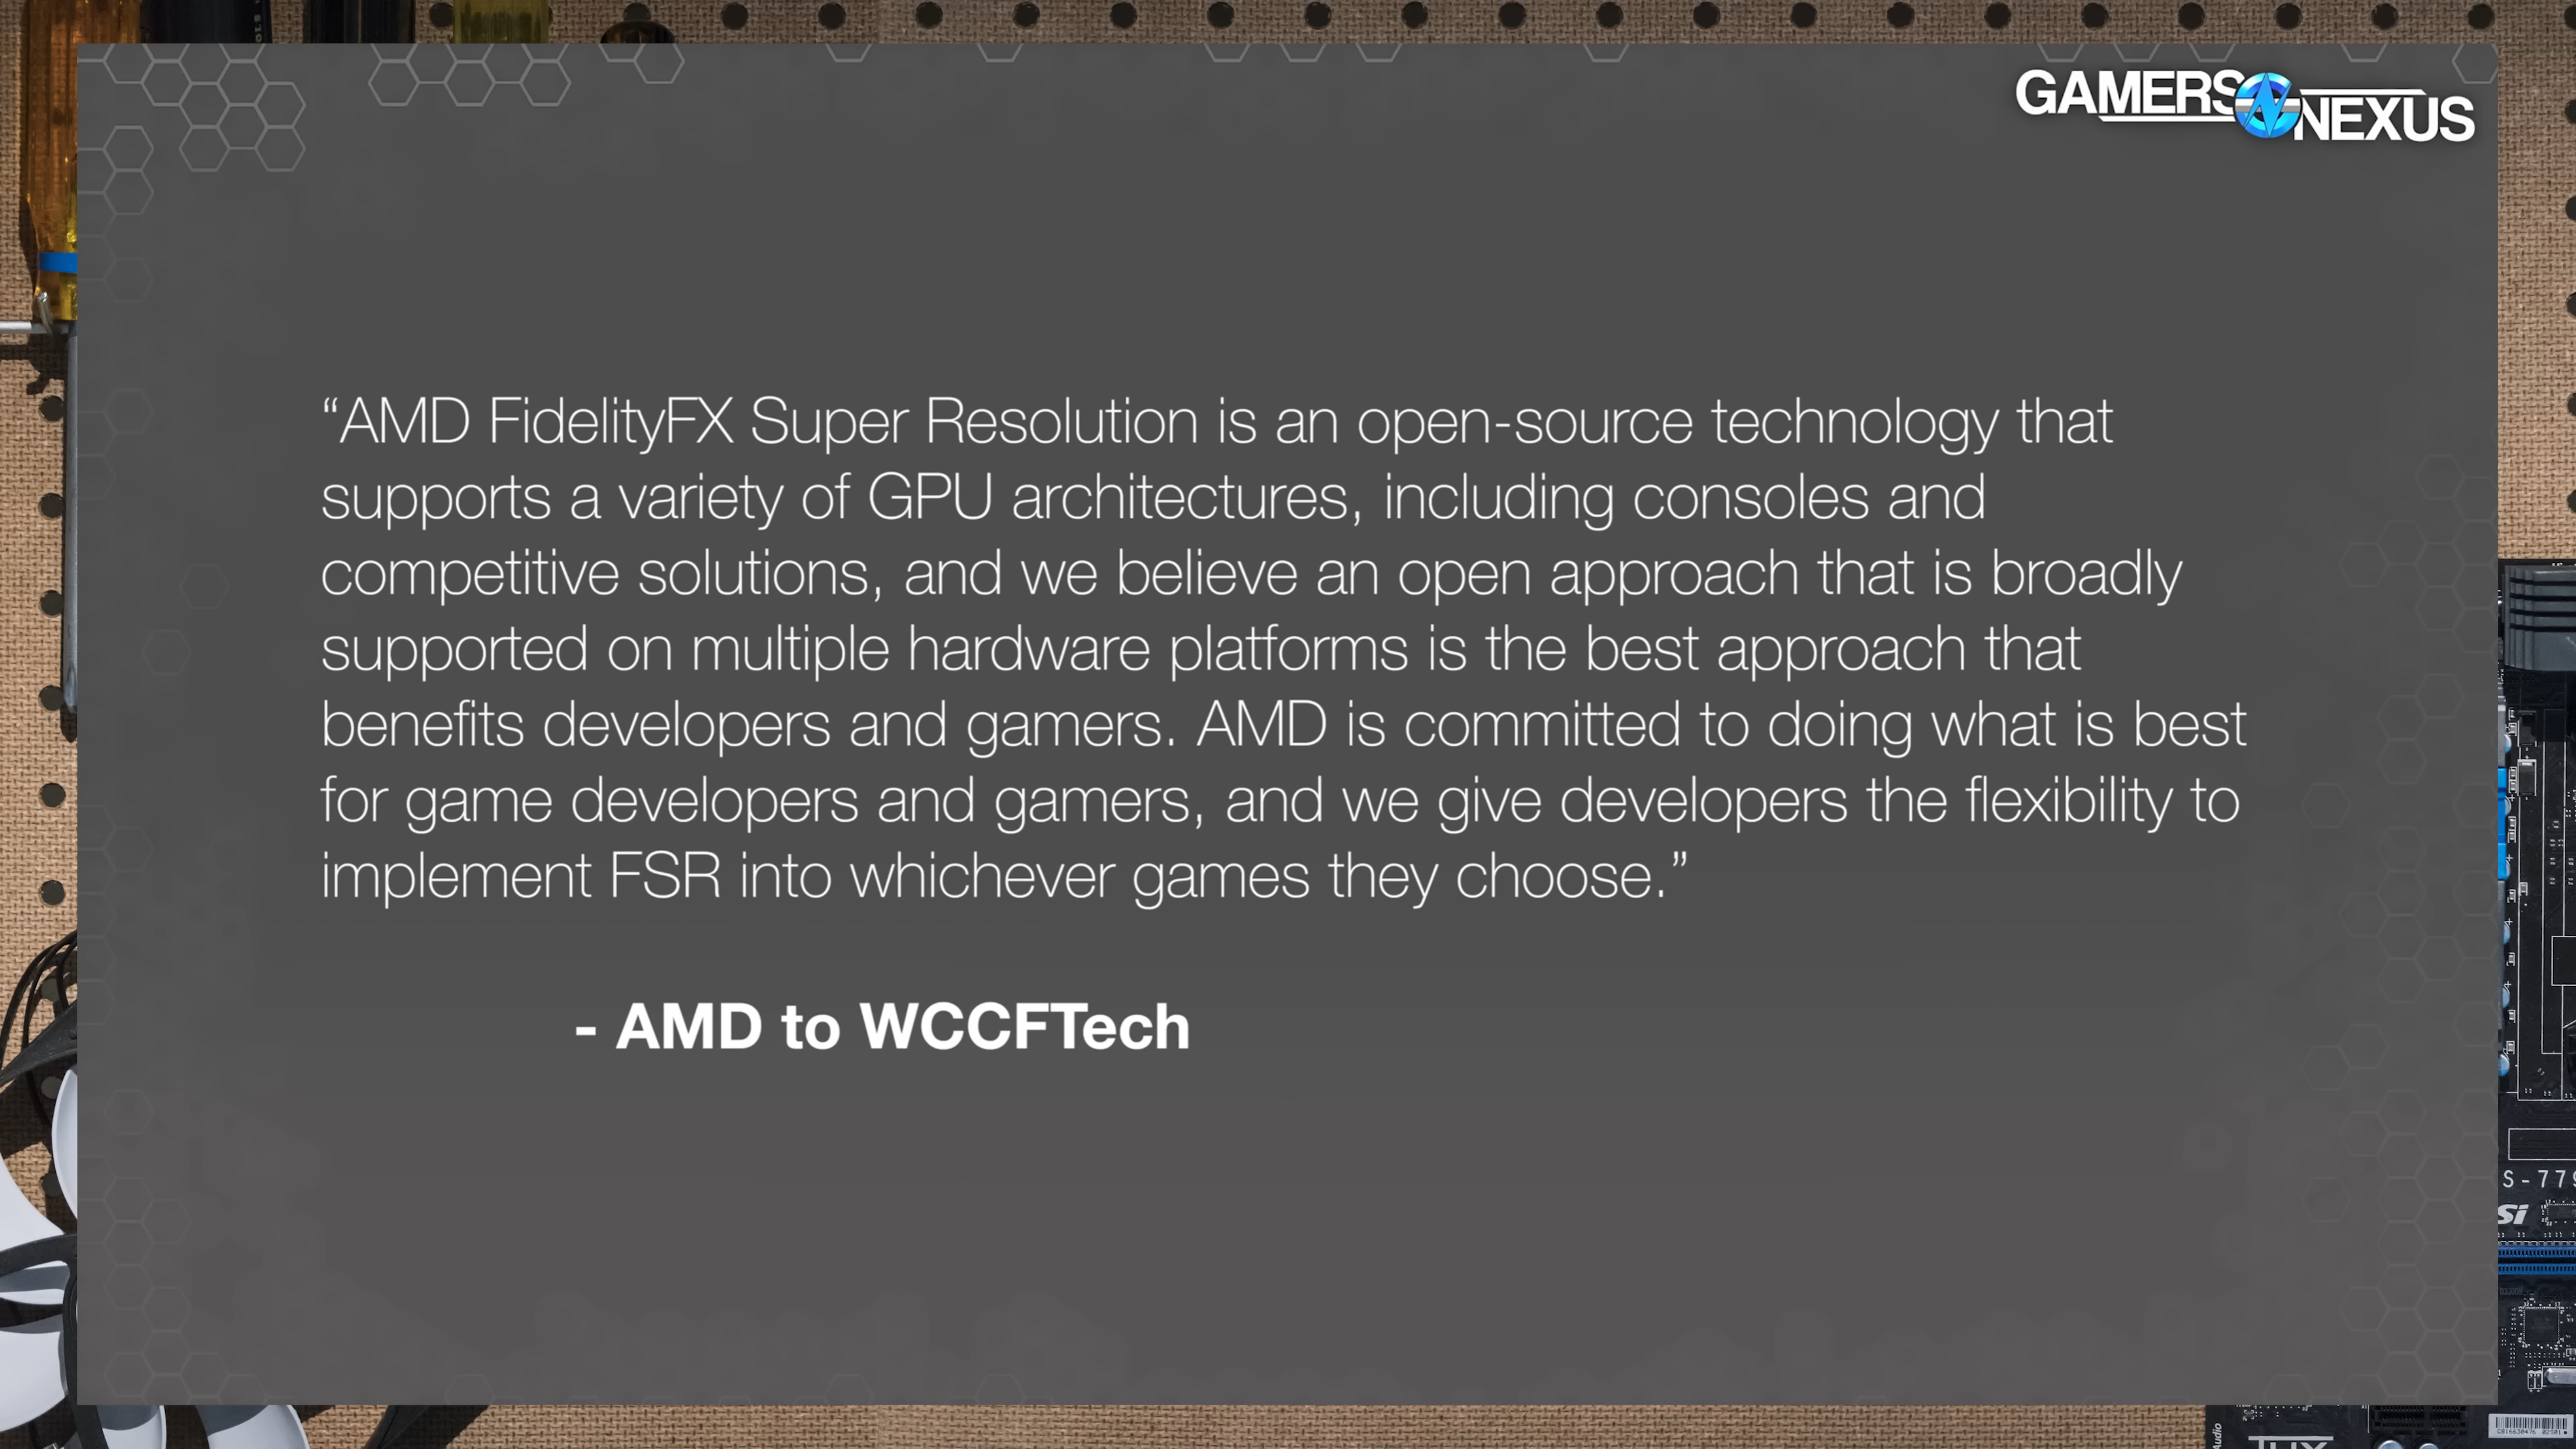 GAMERS NEXUS
“AMD FidelityFX Super Resolution is an open-source technology that
supports a variety of GPU architectures, including consoles and
competitive solutions, and we believe an open approach that is broadly
supported on multiple hardware platforms is the best approach that
benefits developers and gamers. AMD is committed to doing what is best
for game developers and gamers, and we give developers the flexibility to
implement FSR into whichever games they choose.”
- AMD to WCCFTech
S-779
Si
Audio